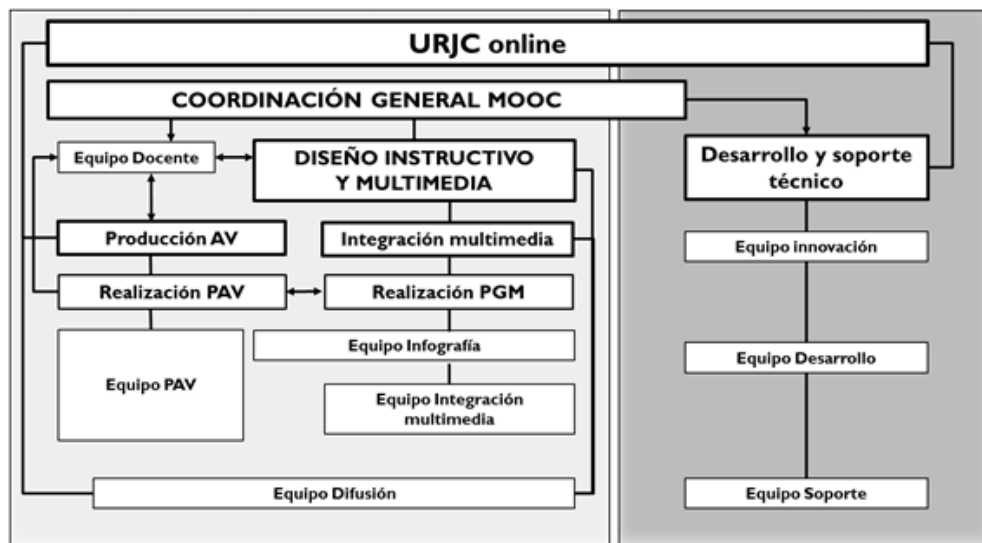 URJC online
COORDINACIÓN GENERAL MOOC
Equipo Docente
DISEÑO INSTRUCTIVO
Y MULTIMEDIA
Desarrollo y soporte
técnico
Producción AV
Integración multimedia
Equipo innovación
Realización PAV
Realización PGM
Equipo Infografía
Equipo Desarrollo
Equipo PAV
Equipo Integración
multimedia
Equipo Difusión
Equipo Soporte